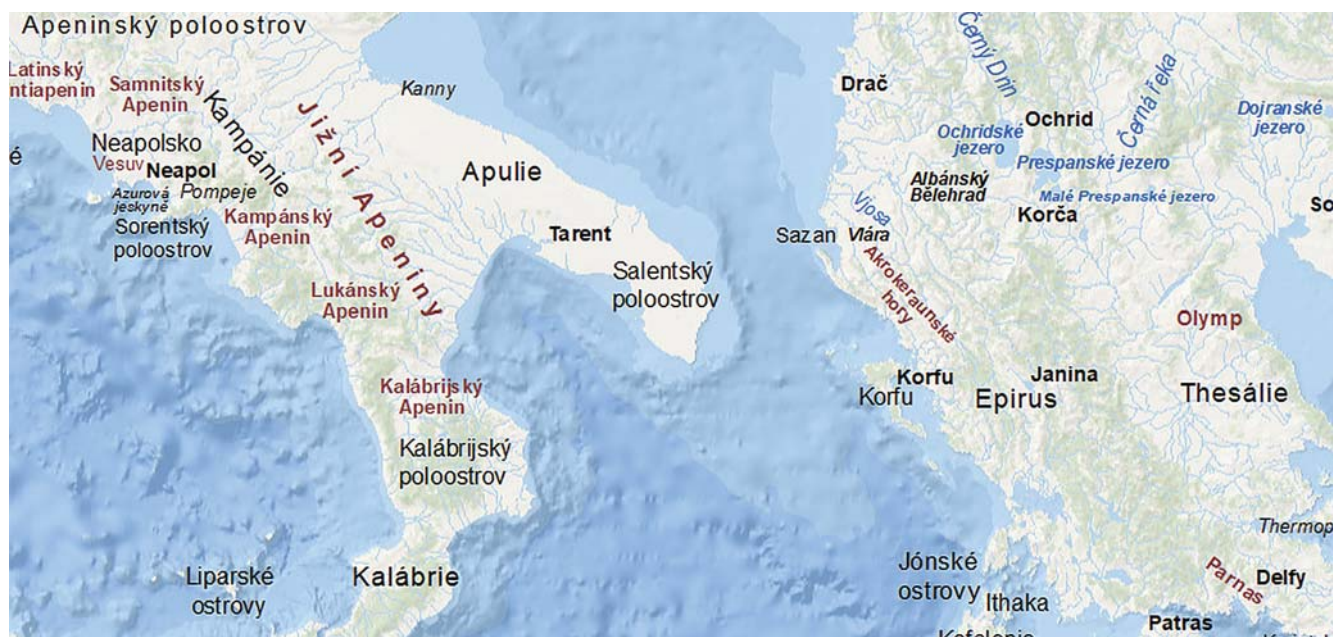 Apeninský poloostrov
Latinský
ntiapenin
Samnitský
Apenin
Kampánie
Jižní Apeniny
Kanny
Neapolsko
Vesuv
Neapol
é
Azurová
jeskyně
Pompeje
Sorentský
poloostrov
Kampánský
Apenin
Apulie
Tarent
Salentský
poloostrov
Lukánský
Apenin
Kalábrijský
Apenin
Kalábrijský
poloostrov
Liparské
ostrovy
Kalábrie
Drač
Černý Drin
Ochrid
Černá řeka
Dojranské
jezero
Ochridské
jezero
Prespanské jezero
Albánský
Bělehrad
Malé Prespanské jezero
Korča
So
Vjosa
Sazan
Vlára
Akrokeraunské
hory
Olymp
Korfu
Korfu
Janina
Epirus
Thesálie
Thermop
Jónské
ostrovy
Parnas
Delfy
Ithaka
Patras
Kefalonia